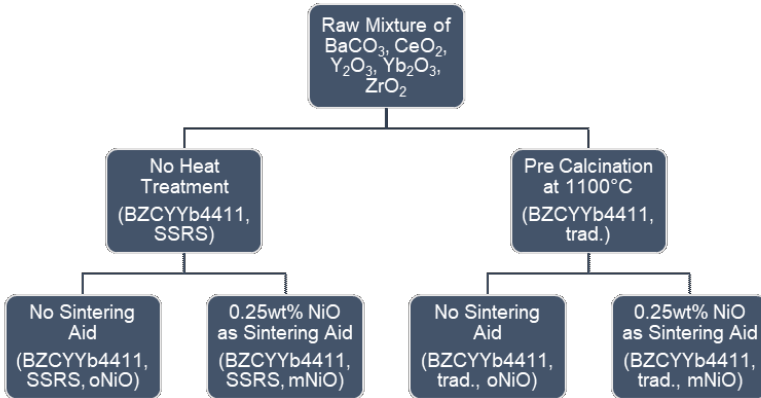 Raw Mixture of
BaCO₃, CeO₂,
Y₂O₃, Yb₂O₃,
ZrO₂
No Heat
Treatment
(BZCYYb4411,
SSRS)
Pre Calcination
at 1100°C
(BZCYYb4411,
trad.)
No Sintering
Aid
(BZCYYb4411,
SSRS, oNiO)
0.25wt% NiO
as Sintering Aid
(BZCYYb4411,
SSRS, mNiO)
No Sintering
Aid
(BZCYYb4411,
trad., oNiO)
0.25wt% NiO
as Sintering Aid
(BZCYYb4411,
trad., mNiO)